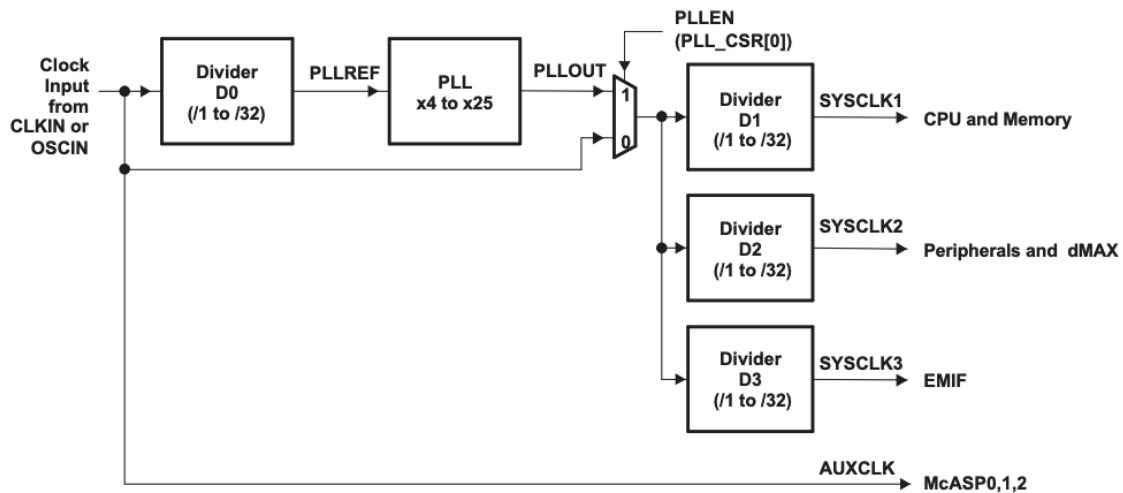 PLLEN
(PLL_CSR[0])
Clock
Input
from
CLKIN or
OSCIN
Divider
D0
(/1 to /32)
PLLREF
PLL
x4 to x25
PLLOUT
1
0
Divider
D1
(/1 to /32)
SYSCLK1
CPU and Memory
Divider
D2
(/1 to /32)
SYSCLK2
Peripherals and dMAX
Divider
D3
(/1 to /32)
SYSCLK3
EMIF
AUXCLK
McASP0,1,2